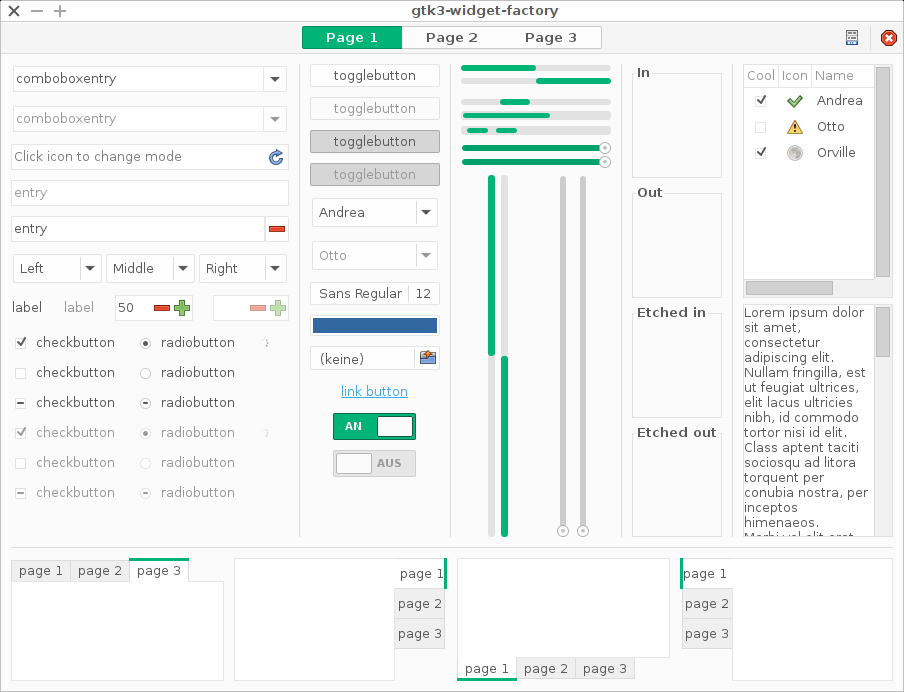 gtk3-widget-factory
Page 1 Page 2 Page 3
comboboxentry
comboboxentry
Click icon to change mode
entry
entry
Left Middle Right
label label 50
checkbutton radiobutton
checkbutton radiobutton
checkbutton radiobutton
checkbutton radiobutton
checkbutton radiobutton
checkbutton radiobutton
togglebutton
togglebutton
togglebutton
togglebutton
Andrea
Otto
Sans Regular 12
(keine)
link button
AN
AUS
In
Out
Etched in
Etched out
Cool Icon Name
Andrea
Otto
Orville
Lorem ipsum dolor
sit amet,
consectetur
adipiscing elit.
Nullam fringilla, est
ut feugiat ultrices,
elit lacus ultricies
nibh, id commodo
tortor nisi id elit.
Class aptent taciti
sociosqu ad litora
torquent per
conubia nostra, per
inceptos
himenaeos.
Morbi vel elit erat
page 1 page 2 page 3
page 1
page 2
page 3
page 1 page 2 page 3
page 1
page 2
page 3